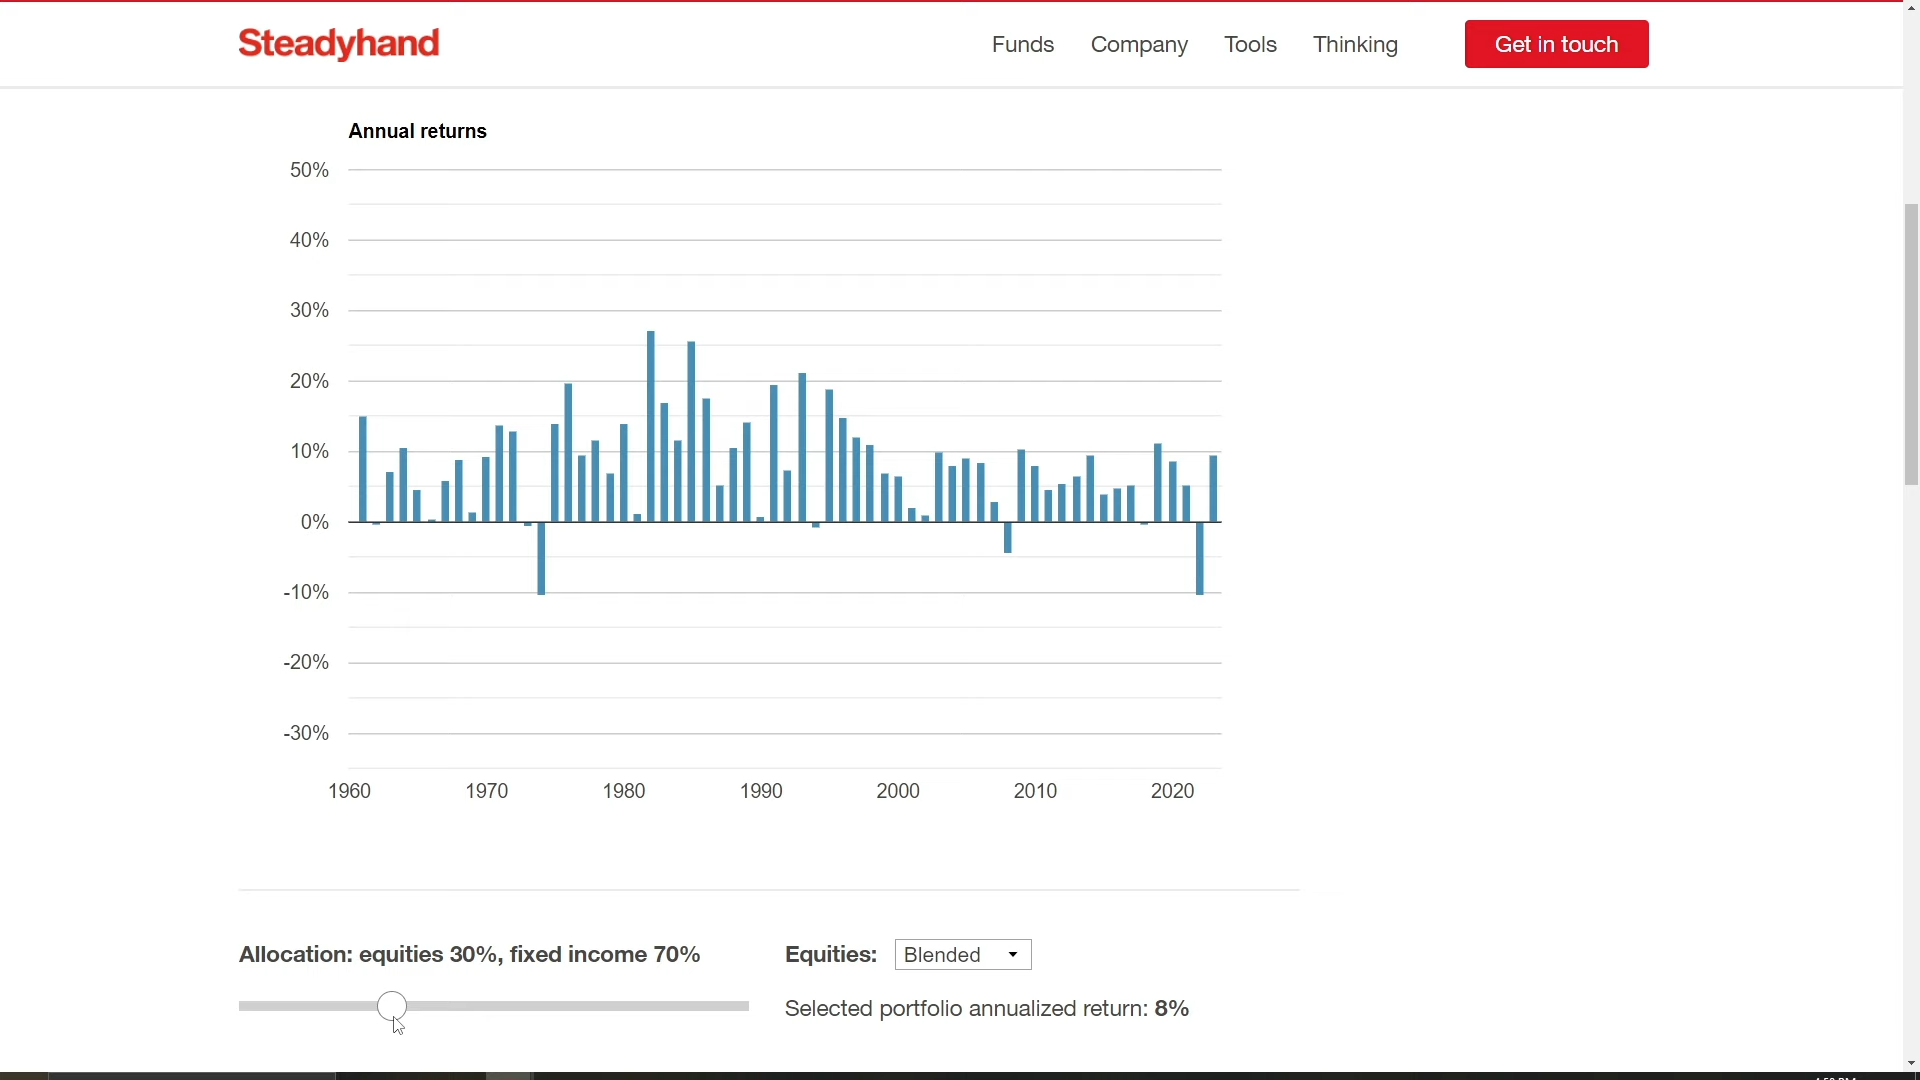 Steadyhand
Funds Company Tools Thinking Get in touch
Annual returns
50%
40%
30%
20%
10%
0%
-10%
-20%
-30%
1960 1970 1980 1990 2000 2010 2020
Allocation: equities 30%, fixed income 70% Equities: Blended
Selected portfolio annualized return: 8%